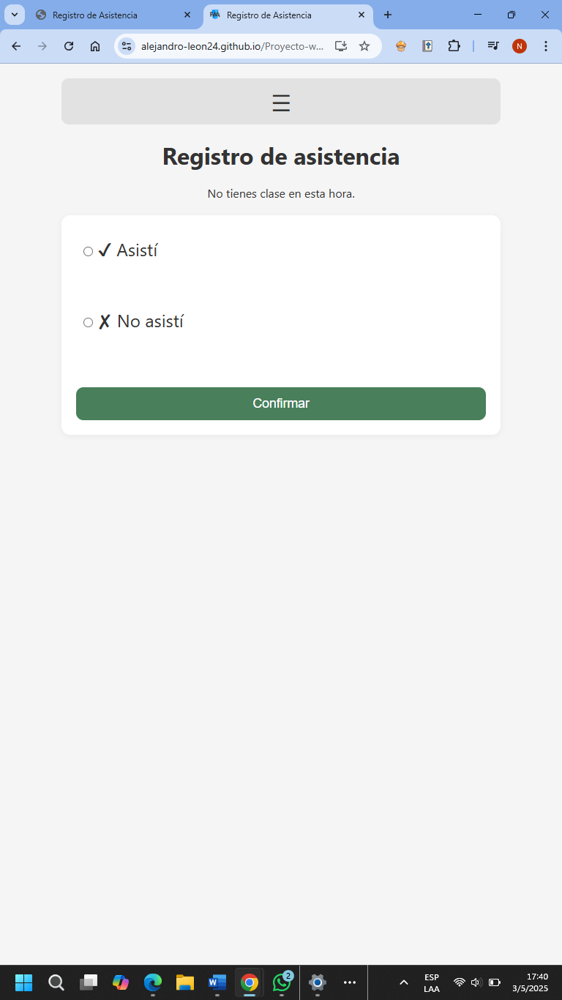 Registro de Asistencia
PWA
Registro de Asistencia
alejandro-leon24.github.io/Proyecto-w...
N
Registro de asistencia
No tienes clase en esta hora.
✓ Asistí
✗ No asistí
Confirmar
W
2
ESP
LAA
17:40
3/5/2025